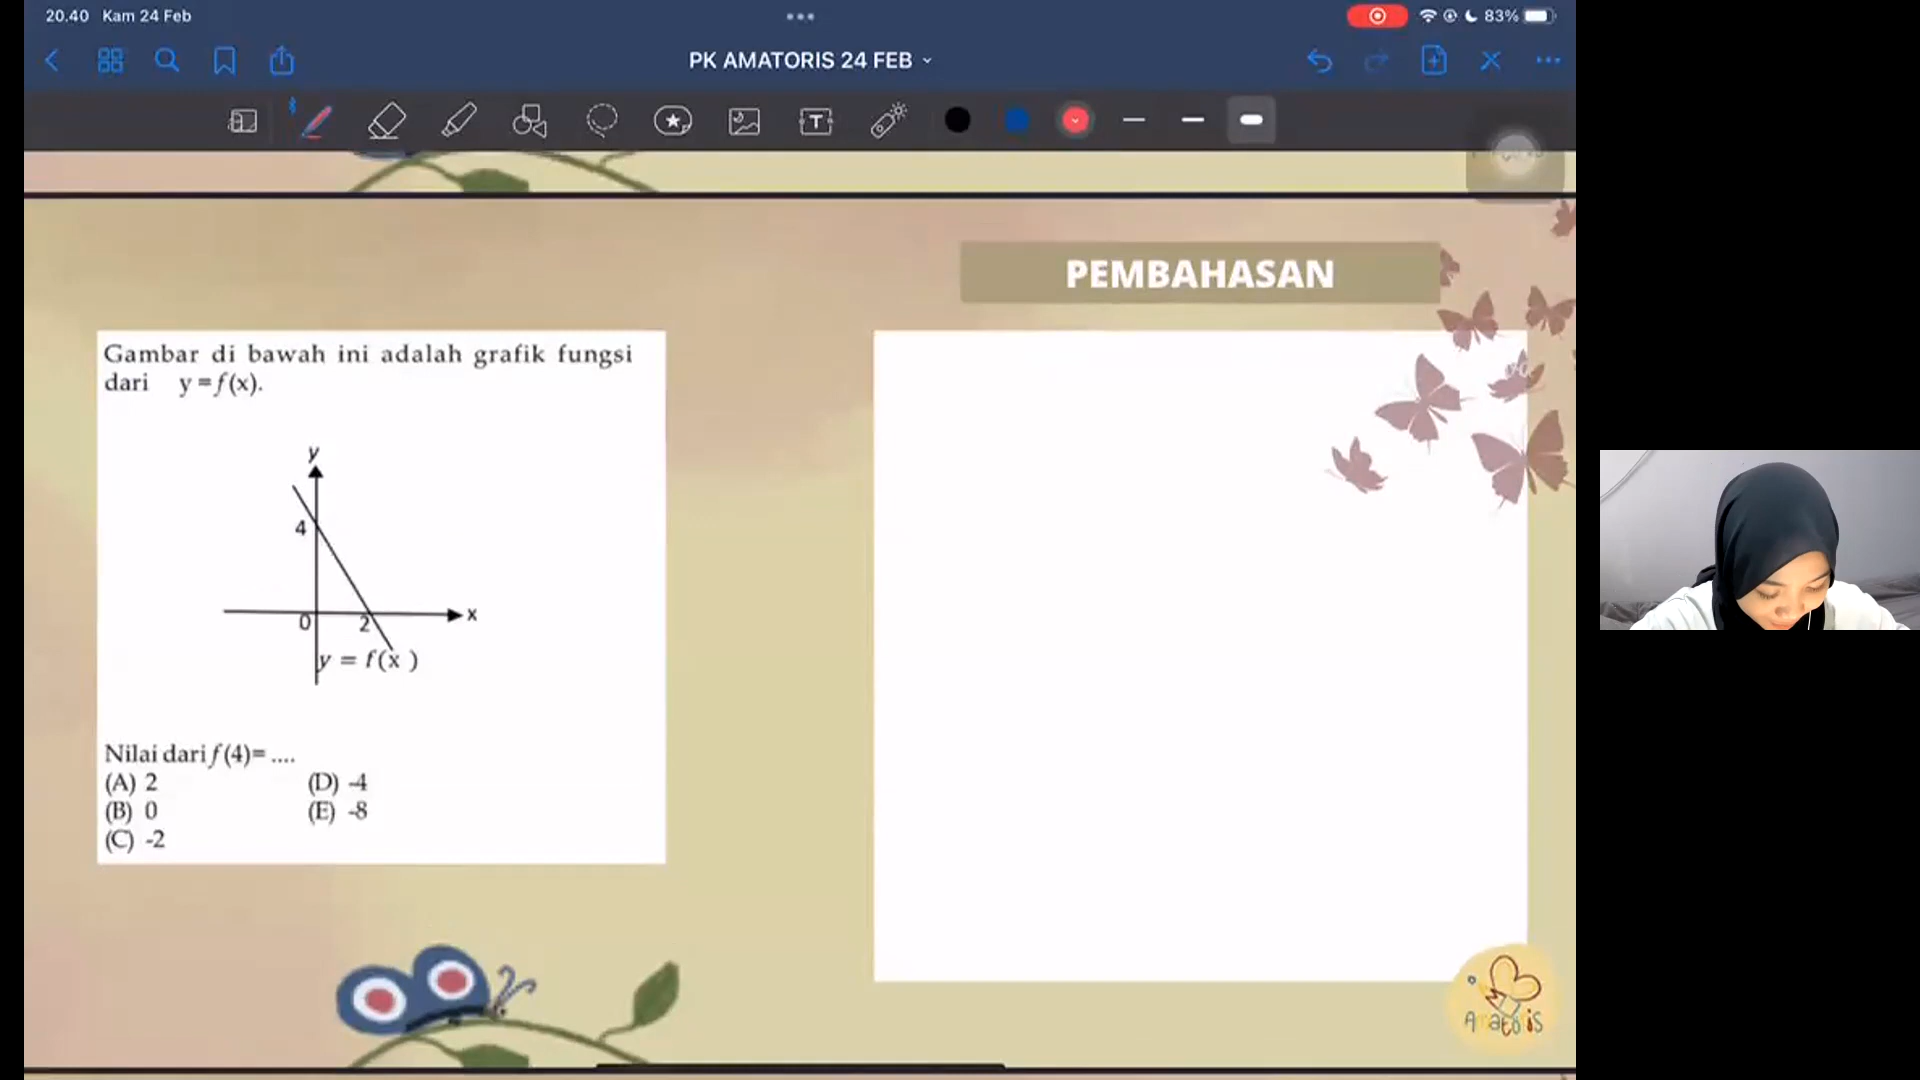 20.40 Kam 24 Feb
83%
PK AMATORIS 24 FEB
T
PEMBAHASAN
Gambar di bawah ini adalah grafik fungsi
dari y = f(x).
y
4
0
2
x
y = f(x )
Nilai dari f (4)= ....
(A) 2
(D) -4
(B) 0
(E) -8
(C) -2
Amatoris